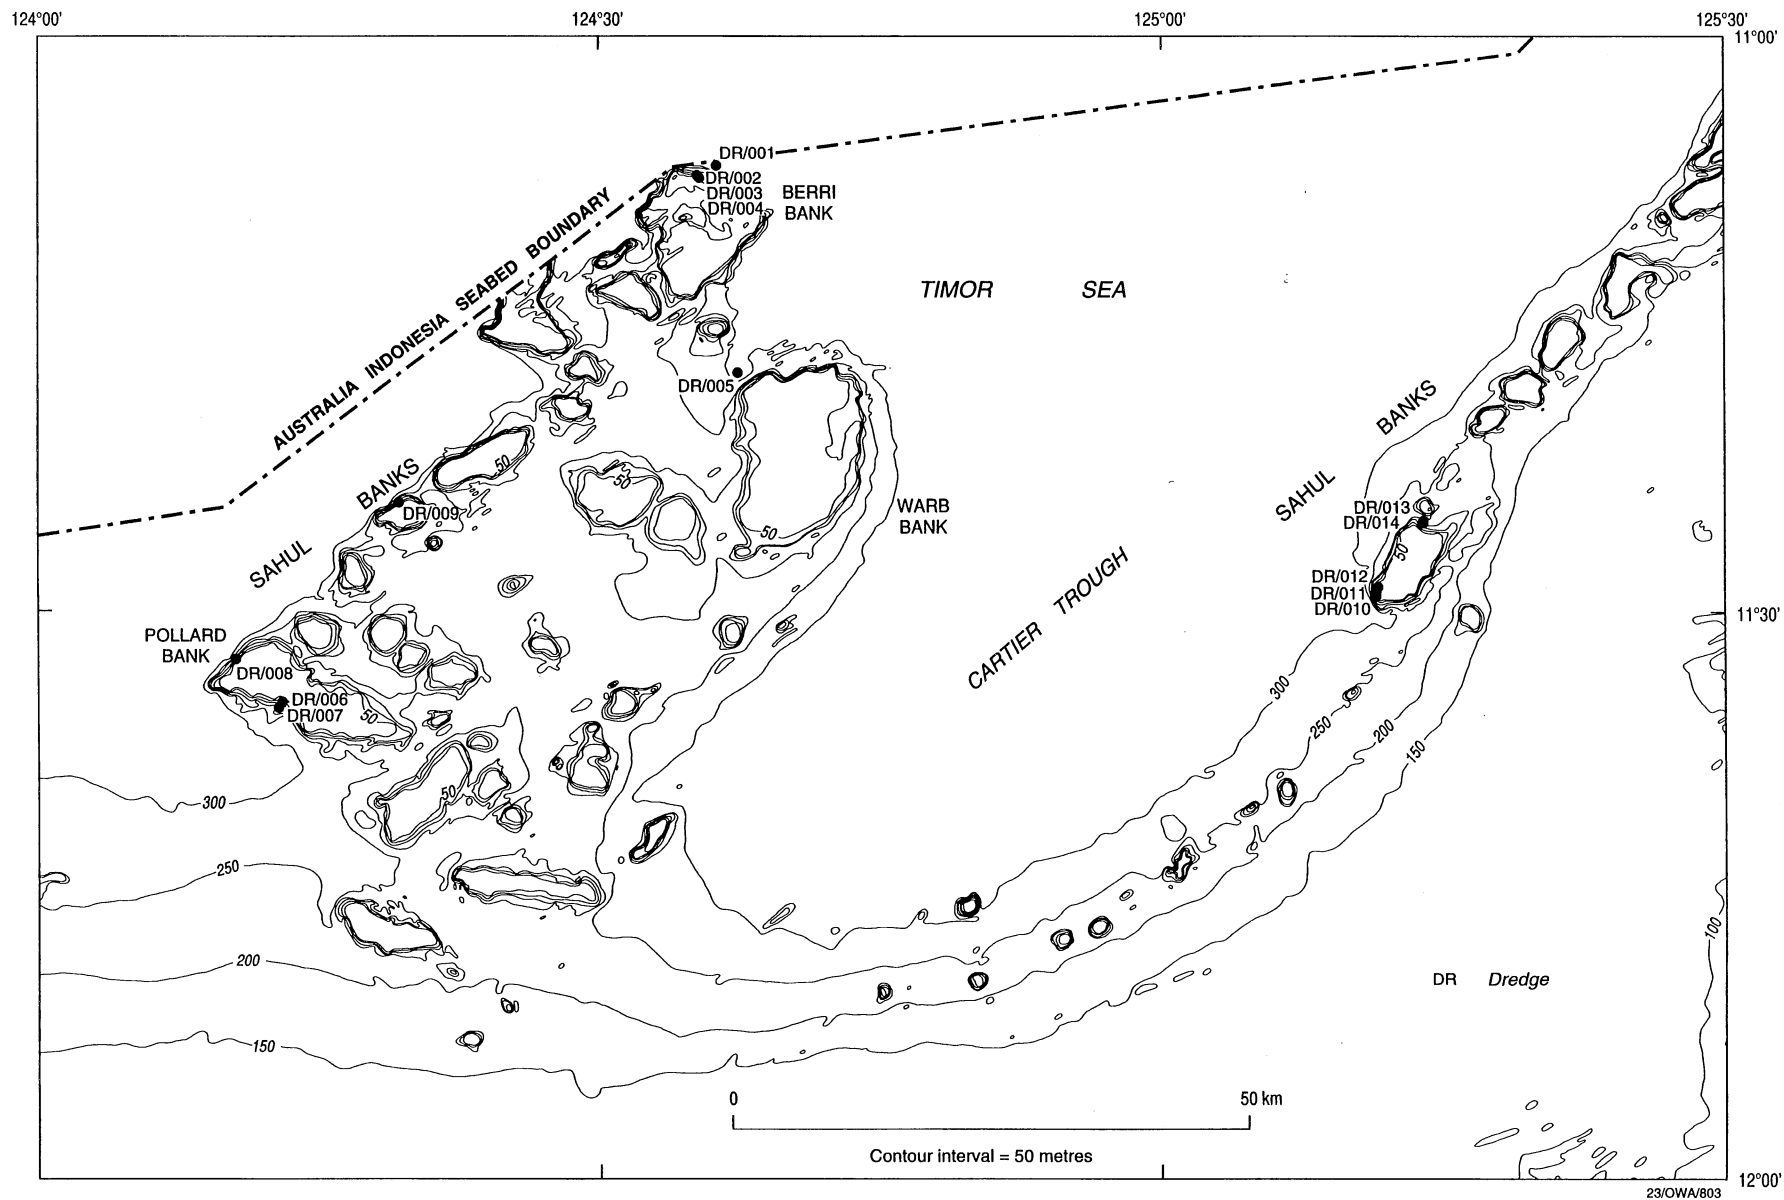 124°00'
124°30'
125°00'
125°30'
11°00'
DR/001
DR/002
DR/003
DR/004
BERRI
BANK
AUSTRALIA INDONESIA SEABED BOUNDARY
TIMOR SEA
DR/005
BANKS
50
50
BANKS
DR/009
WARB
BANK
50
SAHUL
DR/013
DR/014
50
SAHUL
DR/012
DR/011
DR/010
11°30'
CARTIER TROUGH
POLLARD
BANK
DR/008
DR/006
DR/007
50
300
250
200
150
50
300
250
200
150
100
DR Dredge
0
50 km
Contour interval = 50 metres
12°00'
23/OWA/803